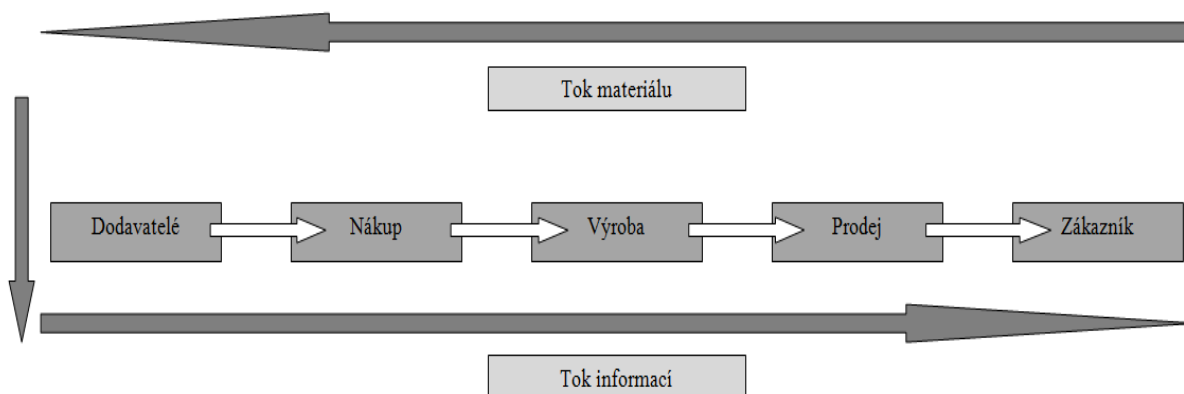 Tok materiálu
Dodavatelé
Nákup
Výroba
Prodej
Zákazník
Tok informací